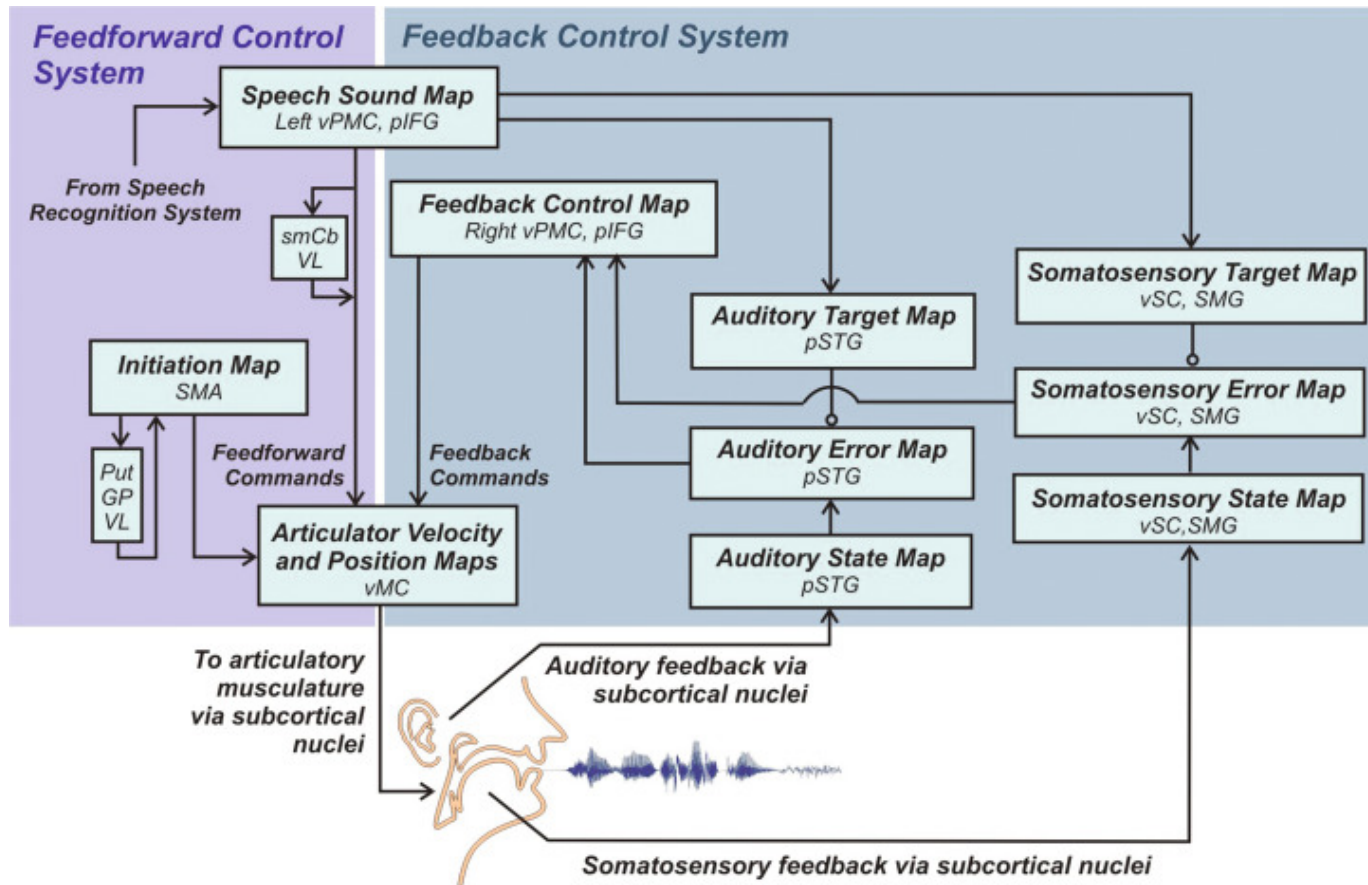 Feedforward Control
System
Feedback Control System
Speech Sound Map
Left vPMC, pIFG
From Speech
Recognition System
smCb
VL
Feedback Control Map
Right vPMC, pIFG
Somatosensory Target Map
vSC, SMG
Auditory Target Map
pSTG
Initiation Map
SMA
Somatosensory Error Map
vSC, SMG
Auditory Error Map
pSTG
Feedforward
Commands
Feedback
Commands
Put
GP
VL
Somatosensory State Map
vSC,SMG
Articulator Velocity
and Position Maps
vMC
Auditory State Map
pSTG
To articulatory
musculature
via subcortical
nuclei
Auditory feedback via
subcortical nuclei
Somatosensory feedback via subcortical nuclei